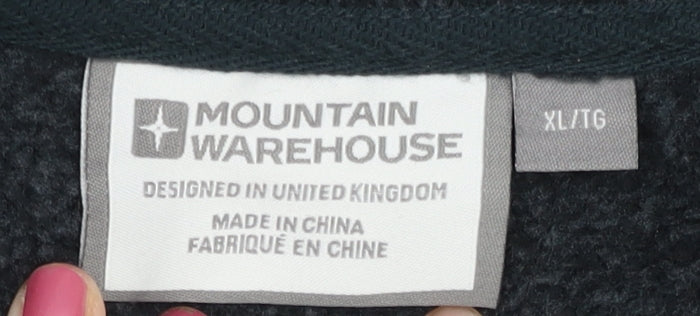 MOUNTAIN
WAREHOUSE
DESIGNED IN UNITED KINGDOM
MADE IN CHINA
FABRIQUÉ EN CHINE
XL/TG